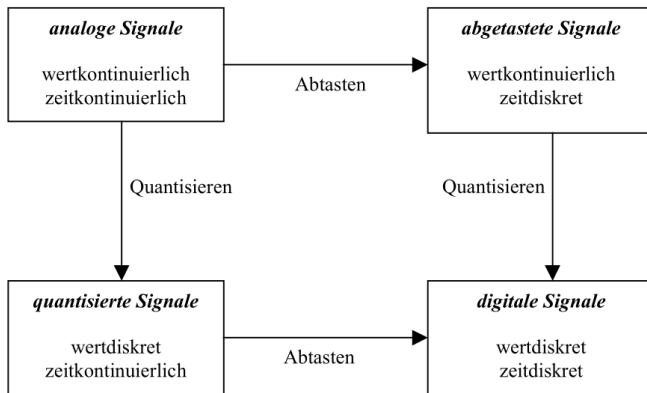 analoge Signale
wertkontinuierlich
zeitkontinuierlich
Abtasten
abgetastete Signale
wertkontinuierlich
zeitdiskret
Quantisieren
Quantisieren
quantisierte Signale
wertdiskret
zeitkontinuierlich
Abtasten
digitale Signale
wertdiskret
zeitdiskret